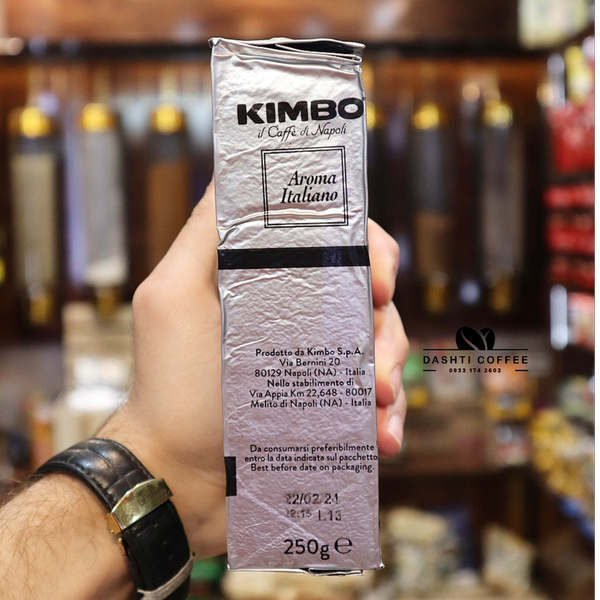 KIMBO
il Caffè di Napoli
Aroma
Italiano
Prodotto da Kimbo S.p.A.
Via Bernini 20
80129 Napoli (NA) - Italia
Nello stabilimento di
Via Appia Km 22,648 - 80017
Melito di Napoli (NA) - Italia
DASHTI COFFEE
0933 174 2602
Da consumarsi preferibilmente
entro la data indicata sul pacchetto
Best before date on packaging.
22/02 24
L13
250g e